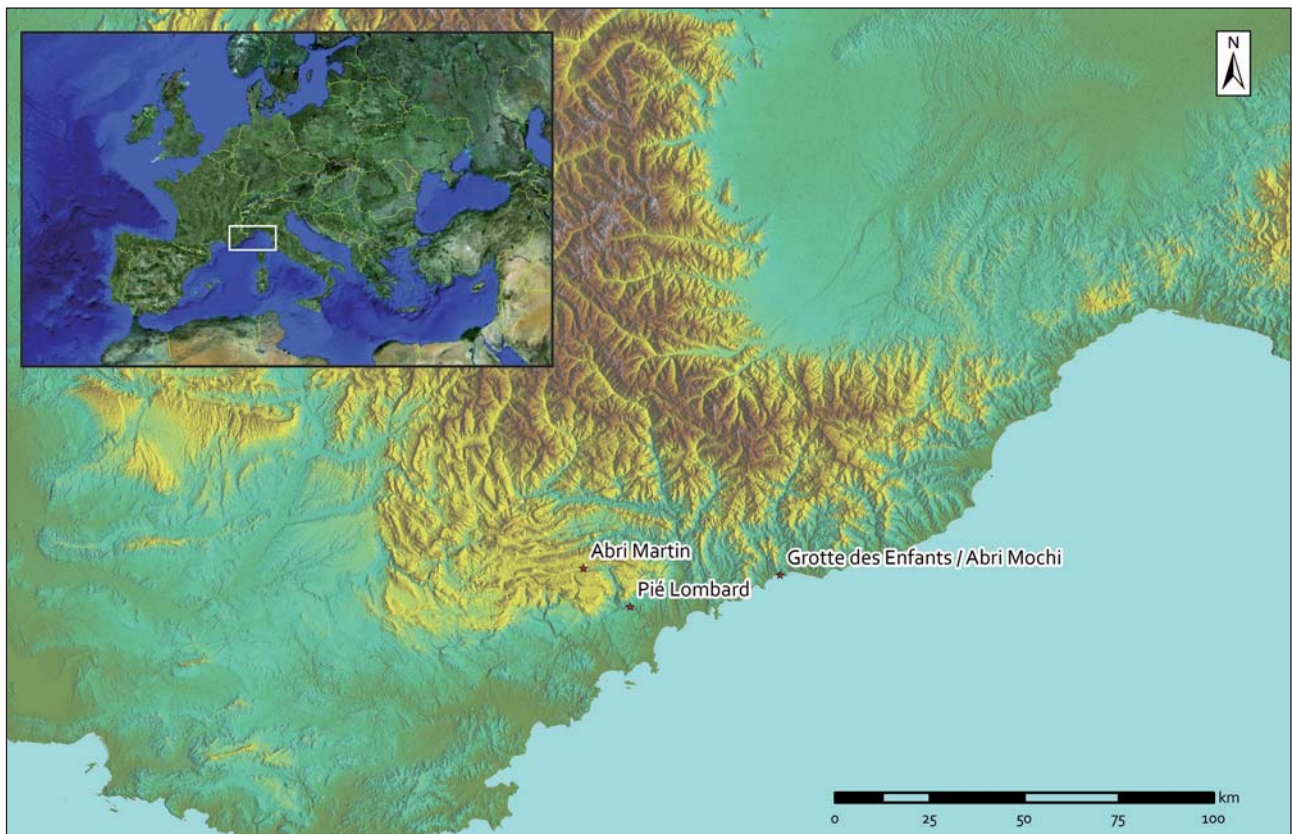 N
Abri Martin
Grotte des Enfants / Abri Mochi
Pié Lombard
km
0 25 50 75 100